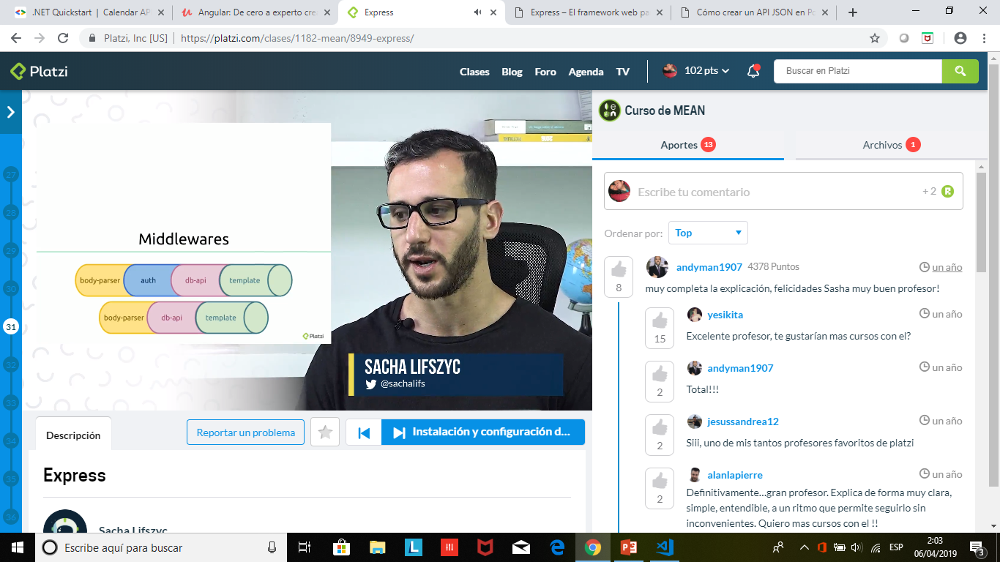 .NET Quickstart | Calendar AP
Angular: De cero a experto cre
Express
Express – El framework web pa
Cómo crear un API JSON en Po
Platzi, Inc [US] | https://platzi.com/clases/1182-mean/8949-express/
Platzi
Clases Blog Foro Agenda TV
102 pts
Buscar en Platzi
Curso de MEAN
Aportes 13
Archivos 1
27
28
29
30
31
32
33
34
35
36
Middlewares
body-parser auth db-api template
body-parser db-api template
Platzi
SACHA LIFSZYC
@sachalifs
Descripción
Reportar un problema
Instalación y configuración d...
Express
Sacha Lifszyc
Escribe tu comentario
+ 2
Ordenar por: Top
8
andyman1907 4378 Puntos un año
muy completa la explicación, felicidades Sasha muy buen profesor!
15
yesikita un año
Excelente profesor, te gustarían mas cursos con el?
2
andyman1907 un año
Total!!!
2
jesussandrea12 un año
Siii, uno de mis tantos profesores favoritos de platzi
2
alanlapierre un año
Definitivamente...gran profesor. Explica de forma muy clara,
simple, entendible, a un ritmo que permite seguirlo sin
inconvenientes. Quiero mas cursos con el !!
Escribe aquí para buscar
ESP
2:03
06/04/2019
3